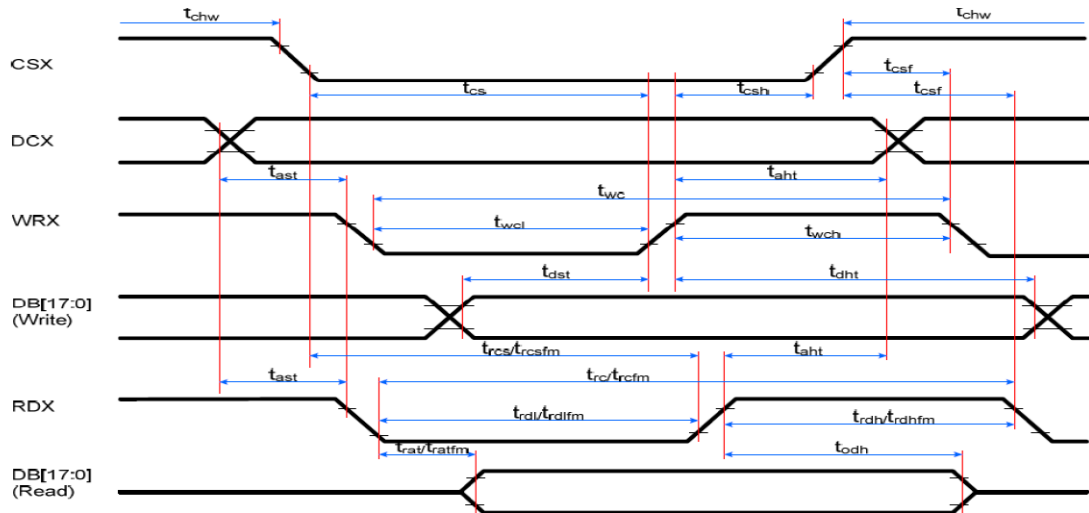 tchw
tchw
CSX
tcsf
tcs
tcsh
tcsf
DCX
tast
taht
twc
WRX
twcl
twch
tdst
tdht
DB[17:0]
(Write)
trcs/trcsfm
taht
tast
trc/trcfm
RDX
trdl/trdlfm
trdh/trdhfm
trat/tratfm
todh
DB[17:0]
(Read)